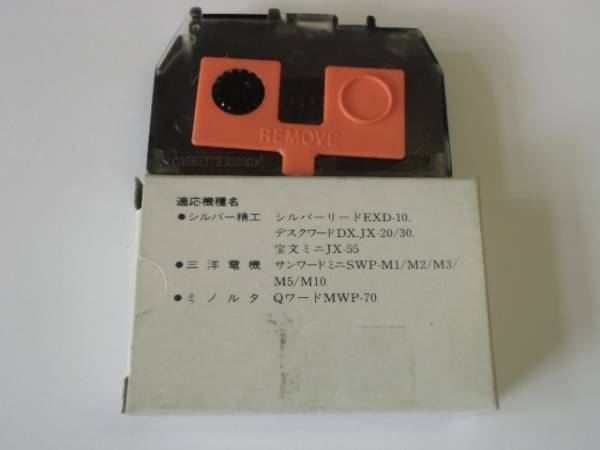 REMOVE
CASSETTE RIBBON
適応機種名
●シルバー精工 シルバーリードEXD-10.
デスクワードDX.JX-20/30.
宝文ミニJX-55
●三洋電機 サンワードミニSWP-M1/M2/M3/
M5/M10
●ミノルタ QワードMWP-70